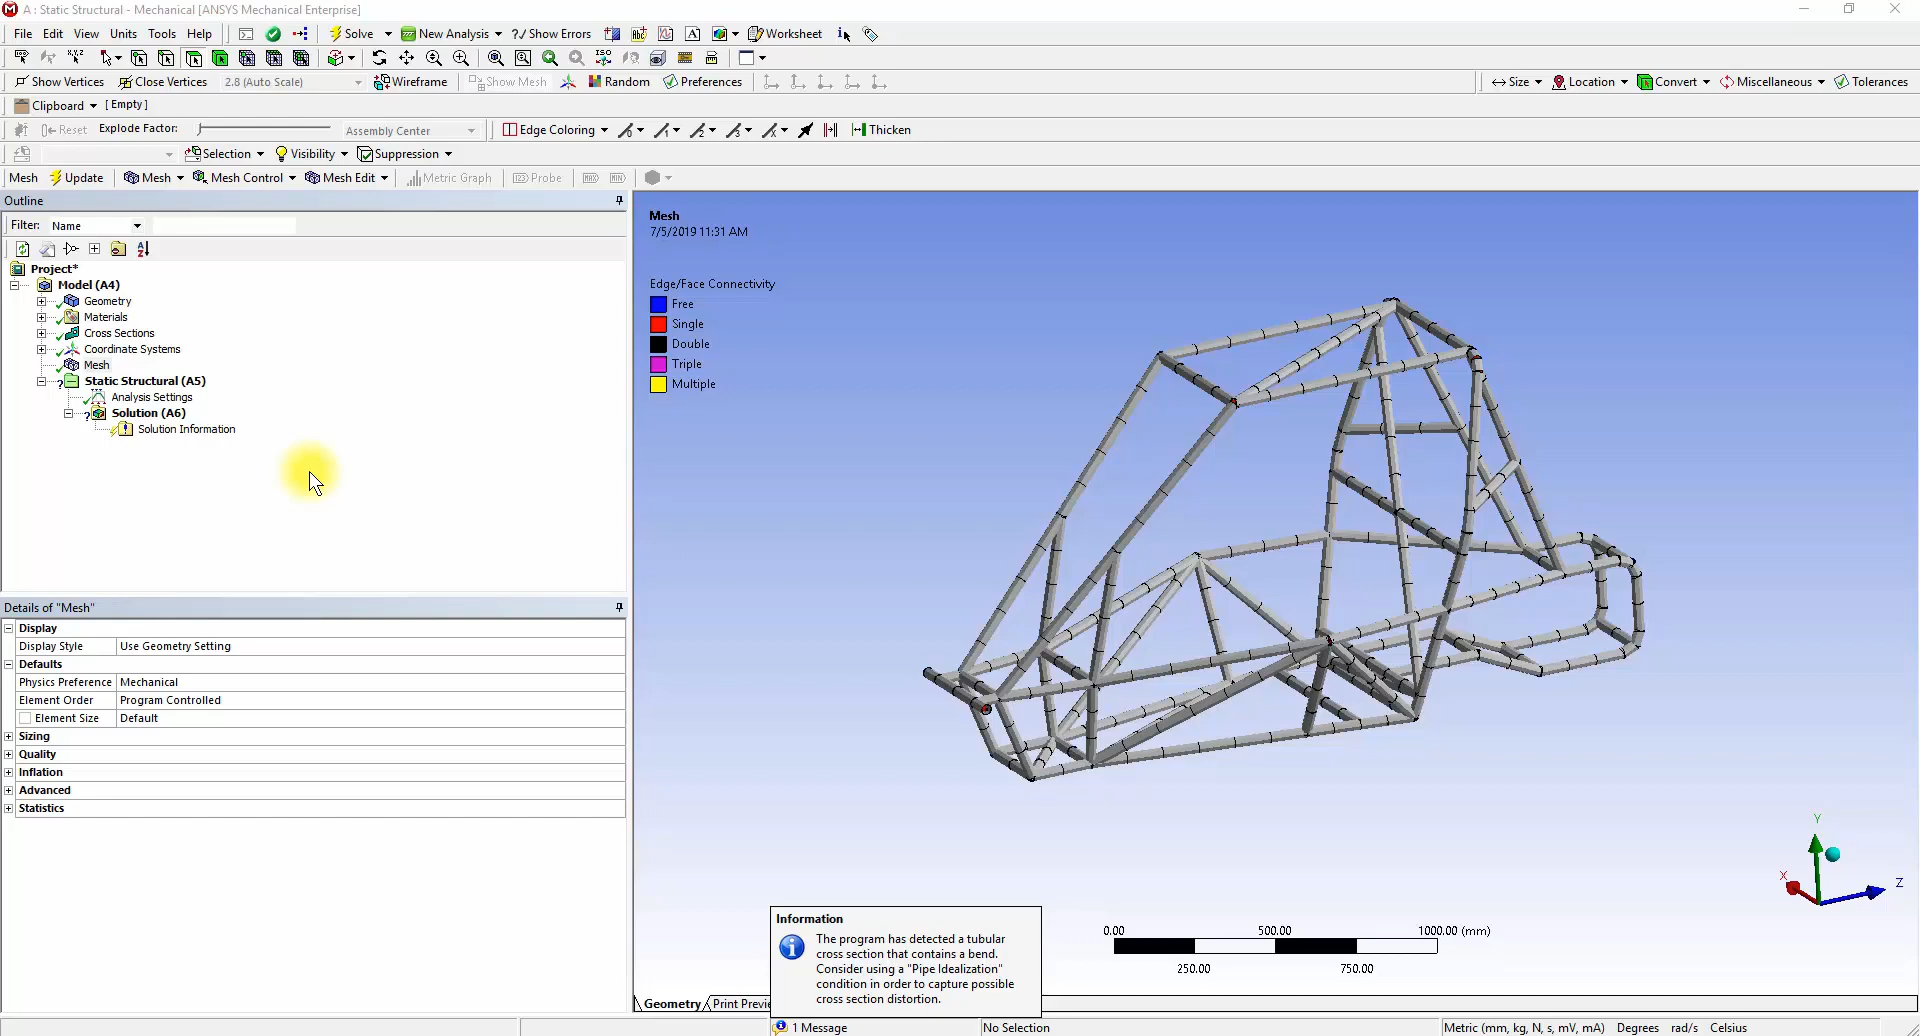 A : Static Structural - Mechanical [ANSYS Mechanical Enterprise]
File Edit View Units Tools Help Solve New Analysis ?/ Show Errors Worksheet
Show Vertices Close Vertices 2.8 (Auto Scale) Wireframe Show Mesh Random Preferences Size Location Convert Miscellaneous Tolerances
Clipboard [ Empty ]
Reset Explode Factor: Assembly Center Edge Coloring Thicken
Selection Visibility Suppression
Mesh Update Mesh Mesh Control Mesh Edit Metric Graph Probe
Outline
Filter: Name
Project*
Model (A4)
Geometry
Materials
Cross Sections
Coordinate Systems
Mesh
Static Structural (A5)
Analysis Settings
Solution (A6)
Solution Information
Details of "Mesh"
Display
Display Style Use Geometry Setting
Defaults
Physics Preference Mechanical
Element Order Program Controlled
Element Size Default
Sizing
Quality
Inflation
Advanced
Statistics
Mesh
7/5/2019 11:31 AM
Edge/Face Connectivity
Free
Single
Double
Triple
Multiple
Y
X
Z
0.00 500.00 1000.00 (mm)
250.00 750.00
Information
The program has detected a tubular
cross section that contains a bend.
Consider using a "Pipe Idealization"
condition in order to capture possible
cross section distortion.
Geometry Print Previe
1 Message No Selection Metric (mm, kg, N, s, mV, mA) Degrees rad/s Celsius